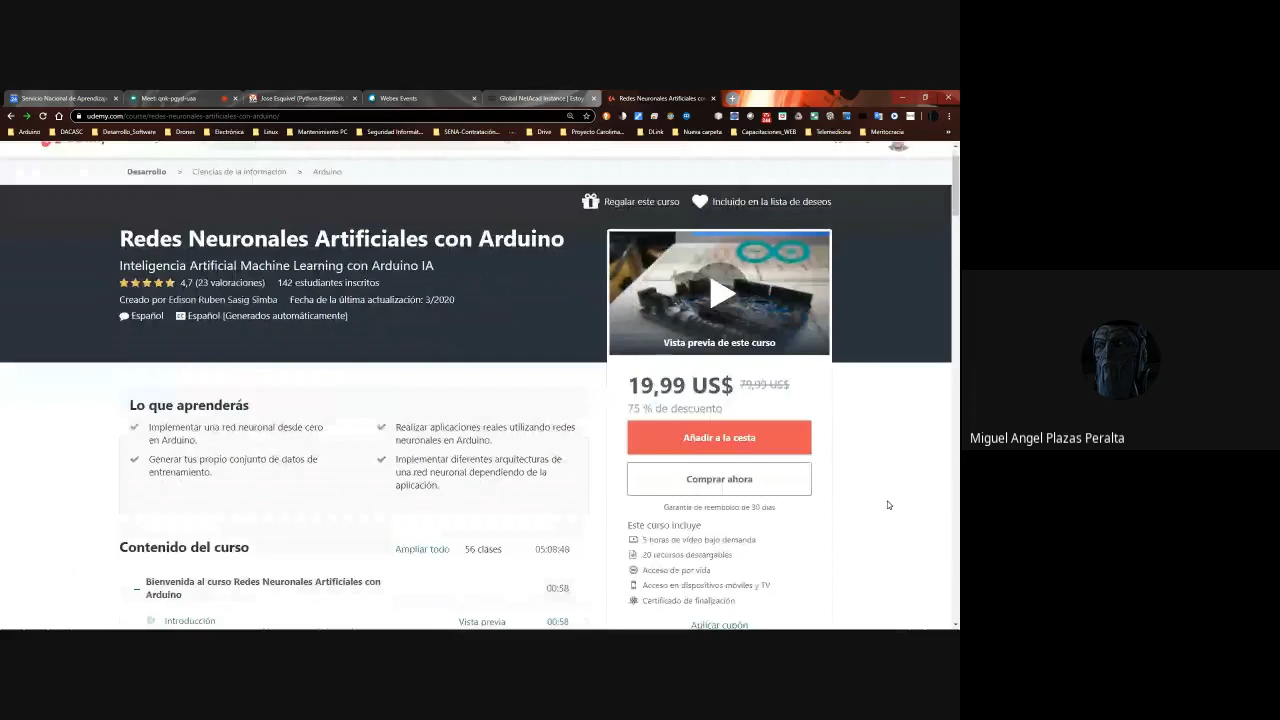 Servicio Nacional de Aprendizaje
Meet: qnk-pgyd-uaa
Jose Esquivel (Python Essentials
Webex Events
Global NetAcad Instance | Estoy
Redes Neuronales Artificiales con
udemy.com/course/redes-neuronales-artificiales-con-arduino/
Arduino
DACASC
Desarrollo_Software
Drones
Electrónica
Linux
Mantenimiento PC
Seguridad Informát...
SENA-Contratación...
Drive
Proyecto Carolima...
DLink
Nueva carpeta
Capacitaciones_WEB
Telemedicina
Meritocracia
»
Desarrollo > Ciencias de la información > Arduino
Regalar este curso
Incluido en la lista de deseos
Redes Neuronales Artificiales con Arduino
Inteligencia Artificial Machine Learning con Arduino IA
4,7 (23 valoraciones) 142 estudiantes inscritos
Creado por Edison Ruben Sasig Simba Fecha de la última actualización: 3/2020
Español Español [Generados automáticamente]
Vista previa de este curso
19,99 US$ 79,99 US$
75 % de descuento
Añadir a la cesta
Comprar ahora
Garantía de reembolso de 30 días
Este curso incluye
5 horas de vídeo bajo demanda
20 recursos descargables
Acceso de por vida
Acceso en dispositivos móviles y TV
Certificado de finalización
Aplicar cupón
Lo que aprenderás
Implementar una red neuronal desde cero
en Arduino.
Generar tus propio conjunto de datos de
entrenamiento.
Realizar aplicaciones reales utilizando redes
neuronales en Arduino.
Implementar diferentes arquitecturas de
una red neuronal dependiendo de la
aplicación.
Contenido del curso
Ampliar todo 56 clases 05:08:48
Bienvenida al curso Redes Neuronales Artificiales con
Arduino
00:58
Introducción Vista previa 00:58
Miguel Angel Plazas Peralta